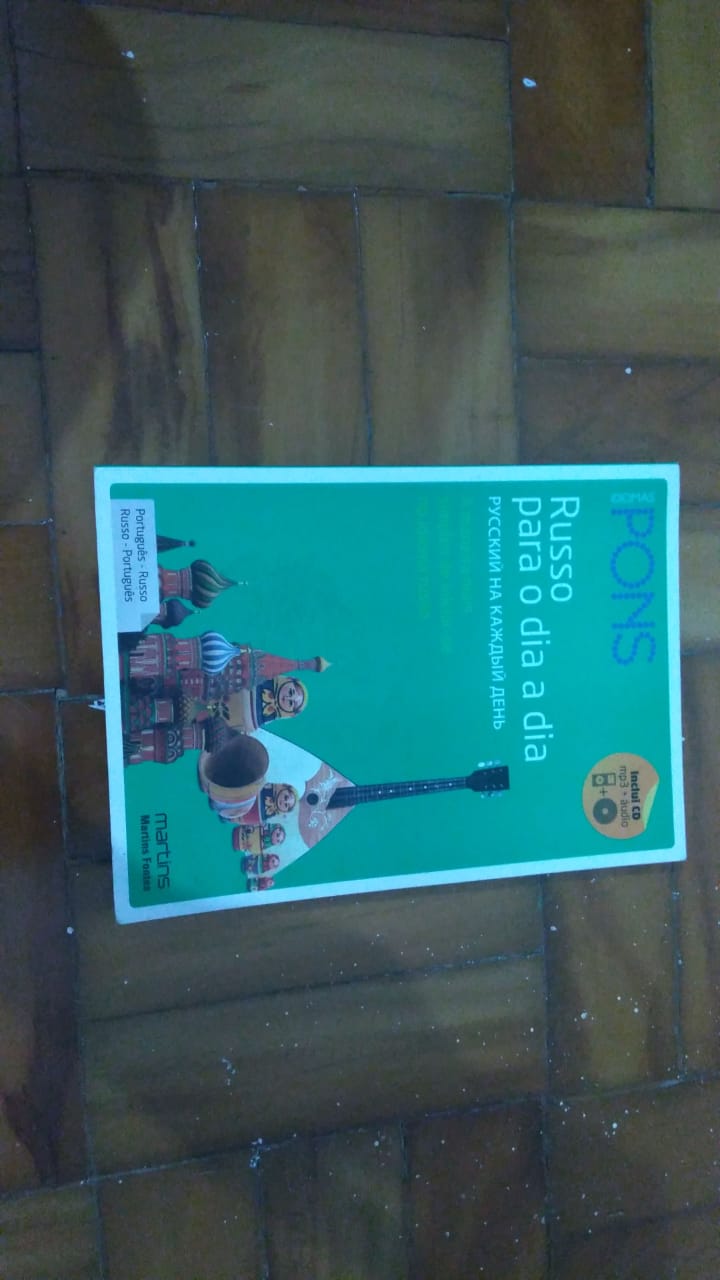 IDIOMAS
PONS
Russo
para o dia a dia
РУССКИЙ НА КАЖДЫЙ ДЕНЬ
Inclui CD
mp3 + áudio
+
Português - Russo
Russo - Português
martins
Martins Fontes